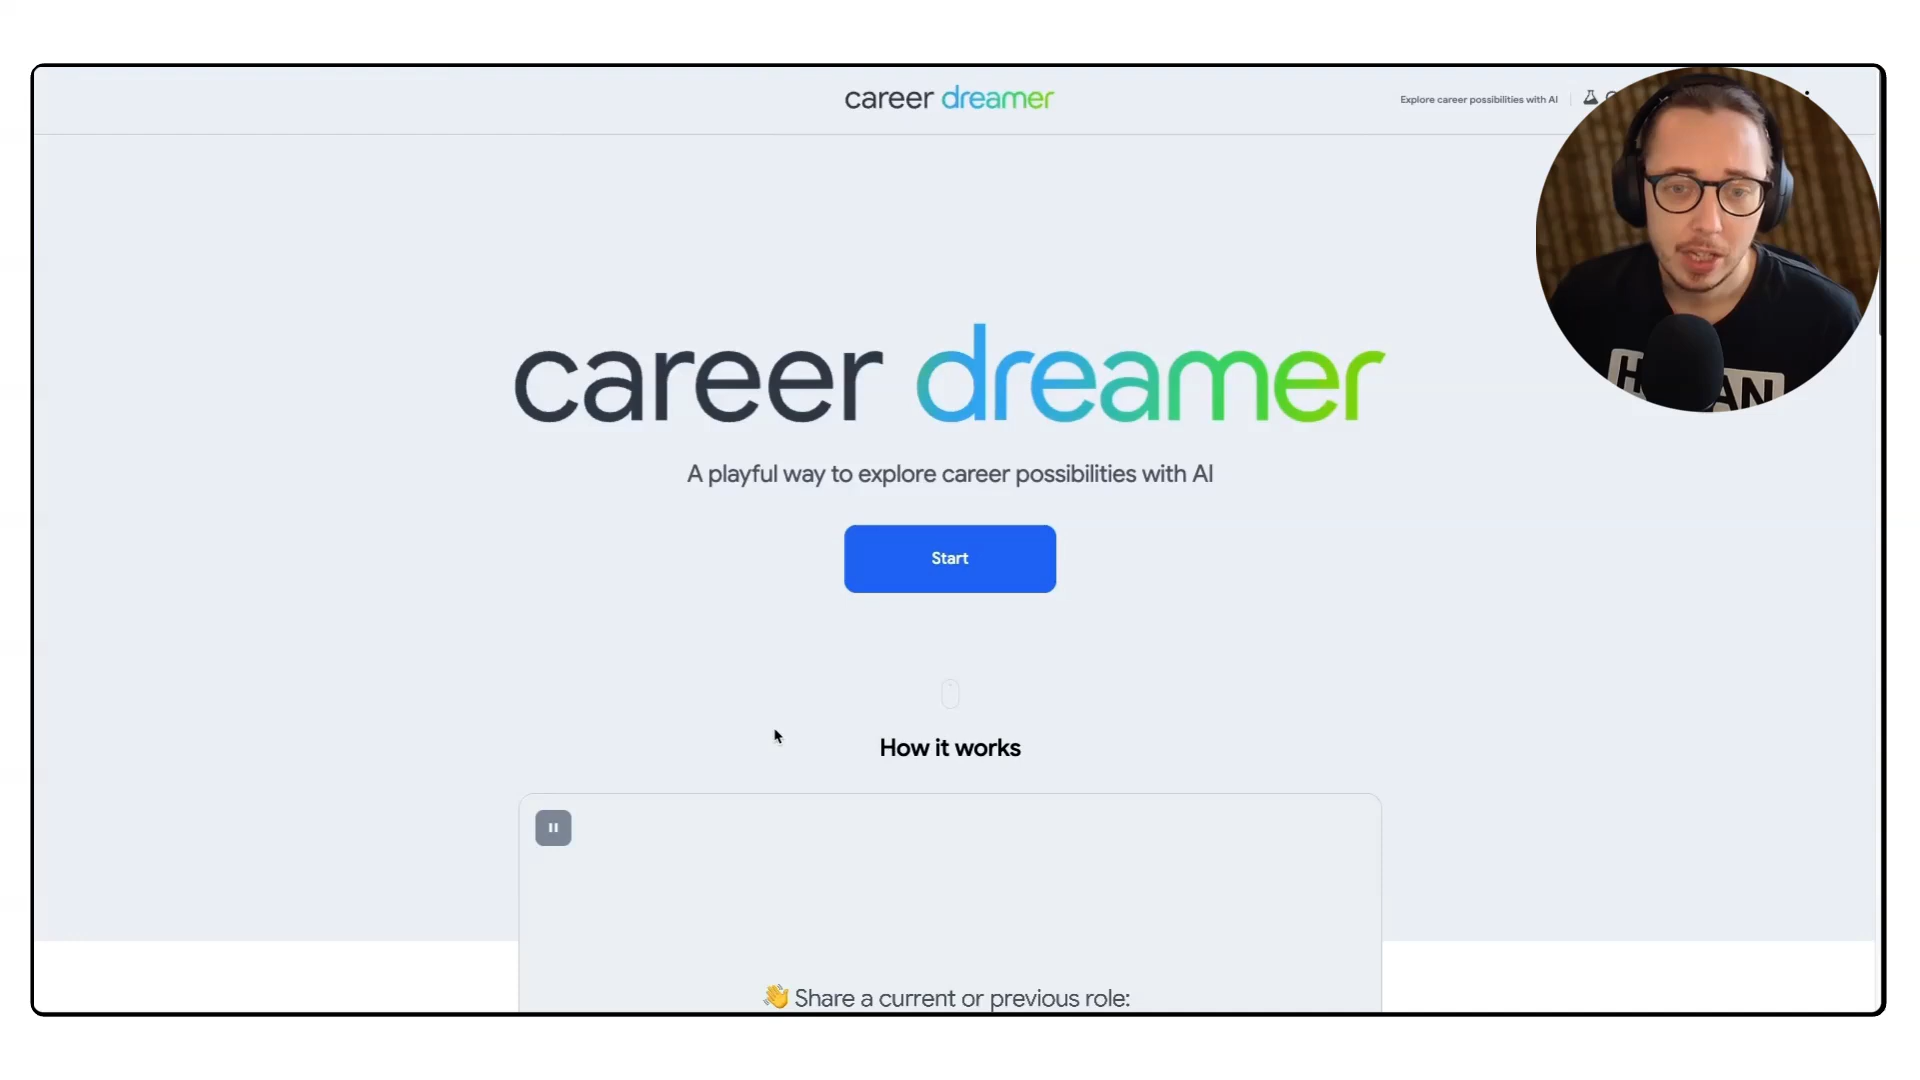 career dreamer
Explore career possibilities with AI
career dreamer
A playful way to explore career possibilities with AI
Start
How it works
👋 Share a current or previous role: